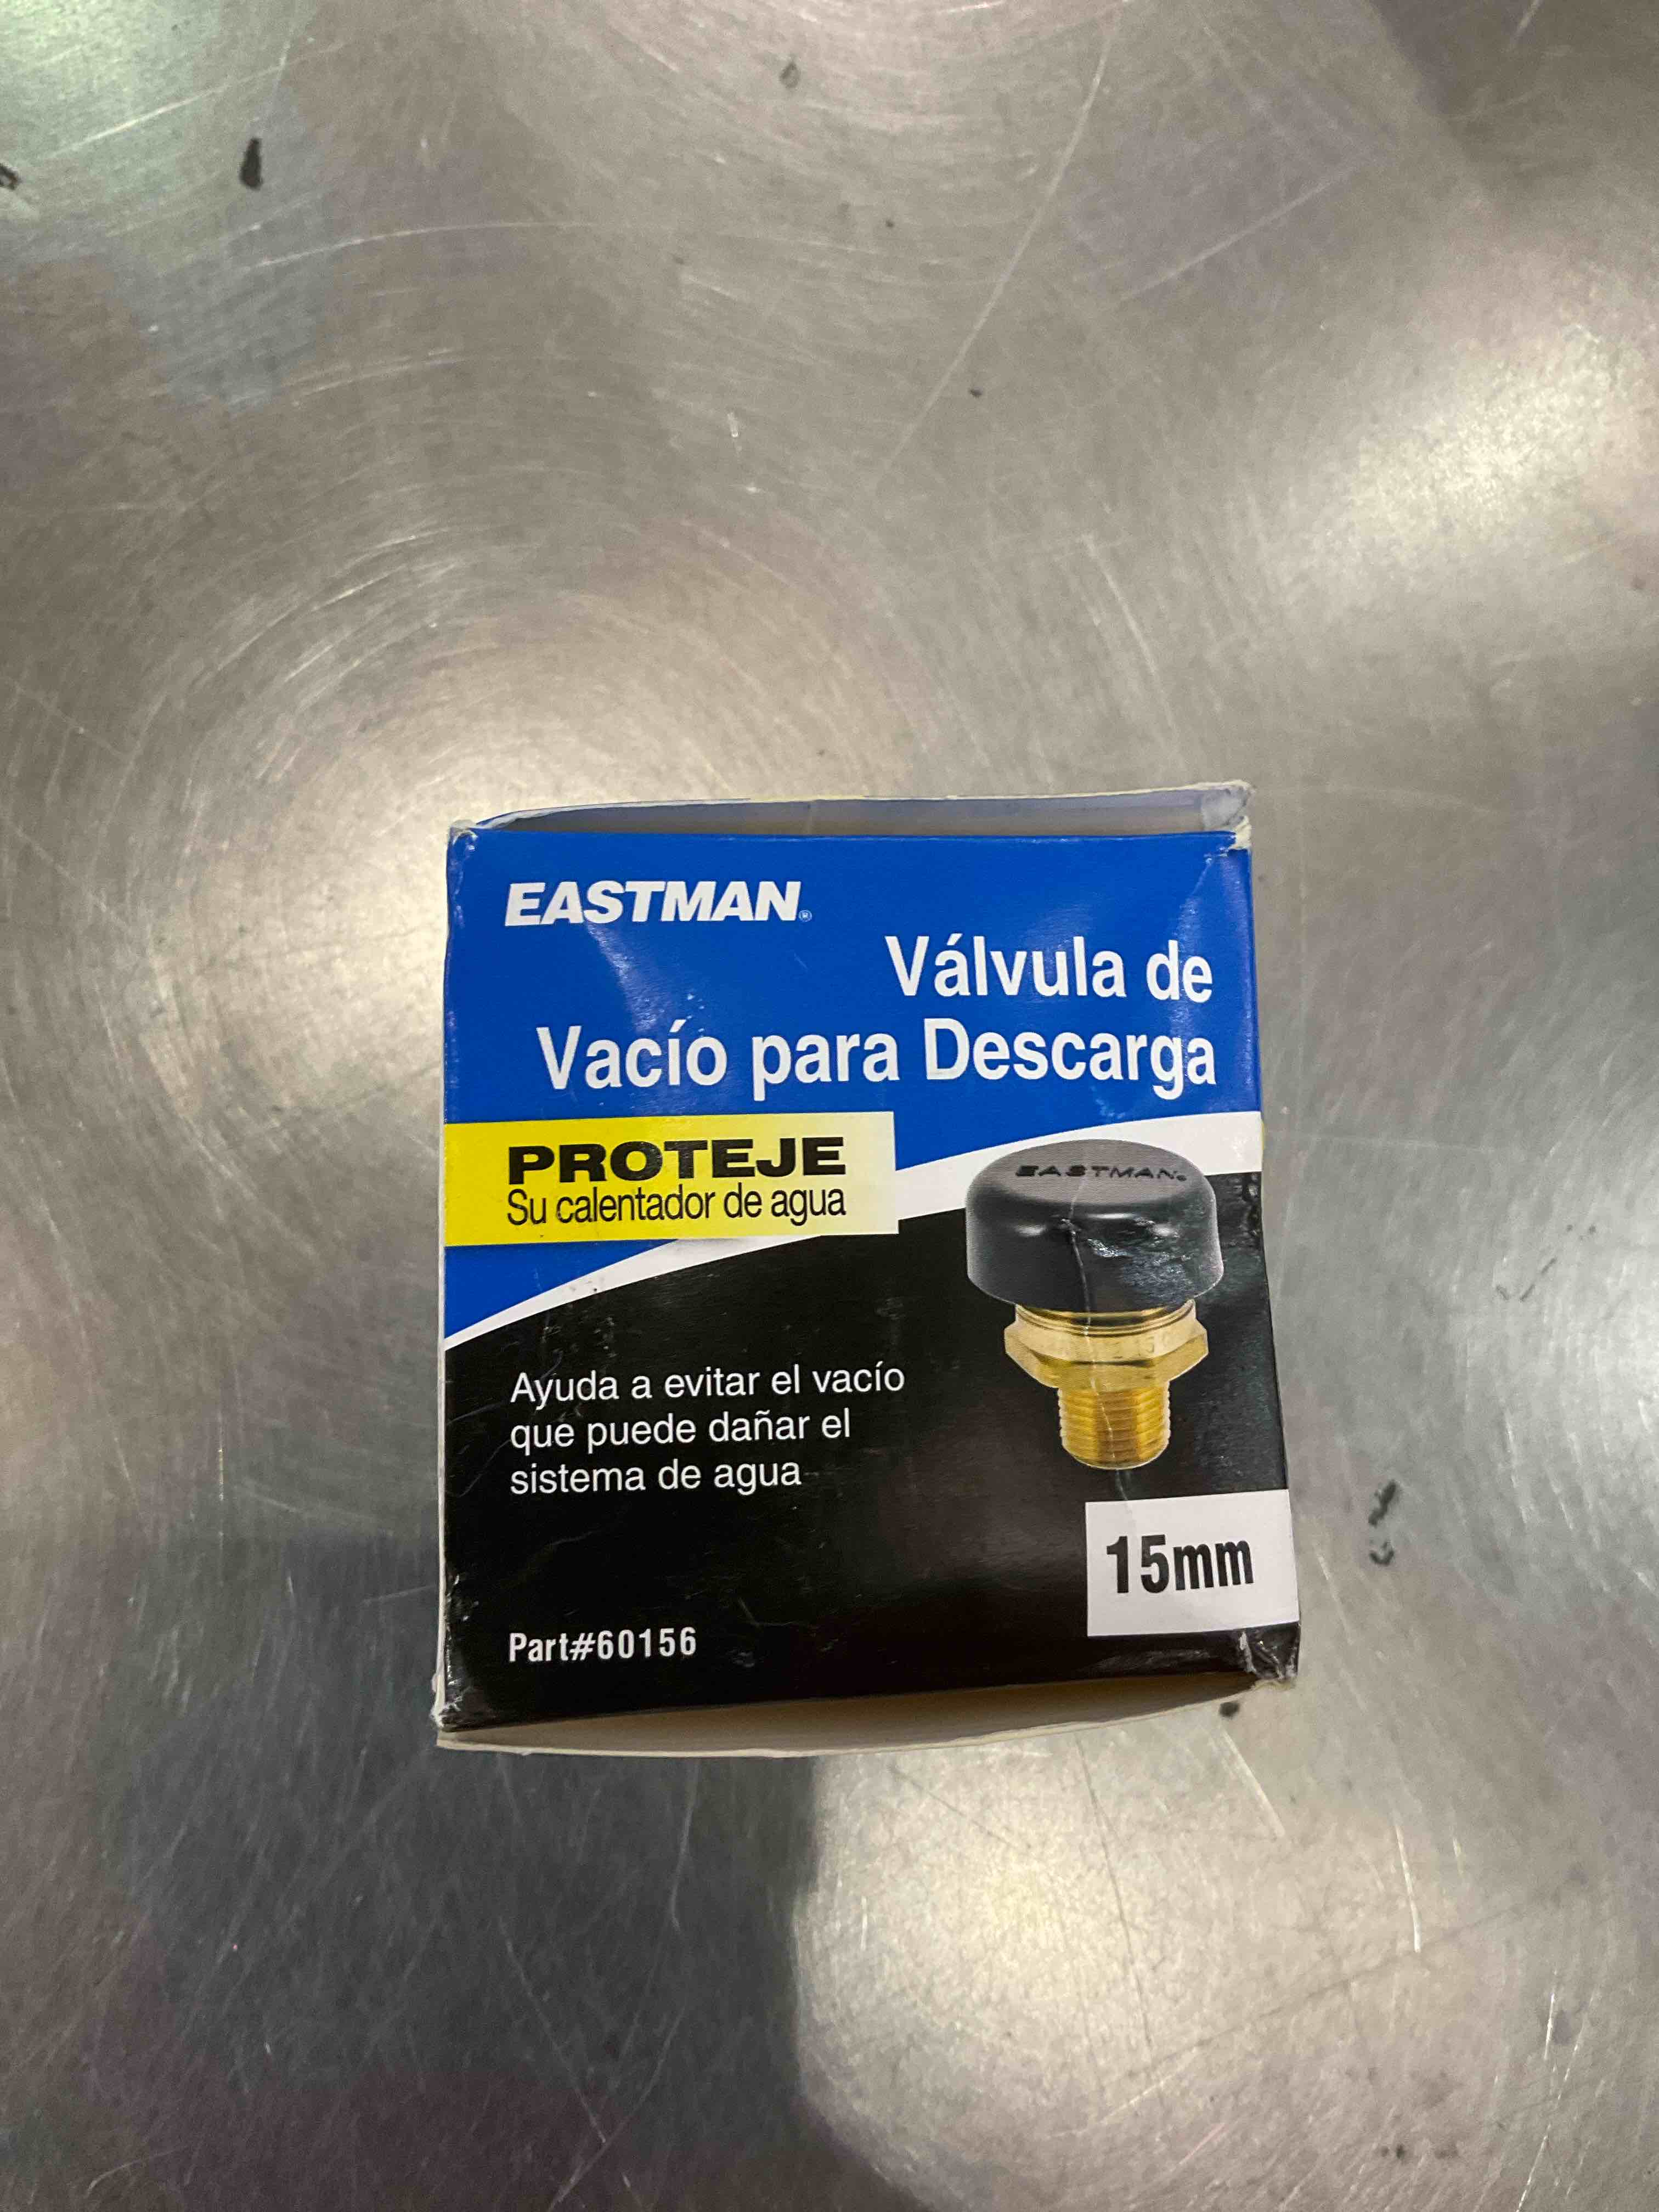 EASTMAN®
Válvula de
Vacío para Descarga
PROTEJE
Su calentador de agua
EASTMAN®
Ayuda a evitar el vacío
que puede dañar el
sistema de agua
15mm
Part#60156